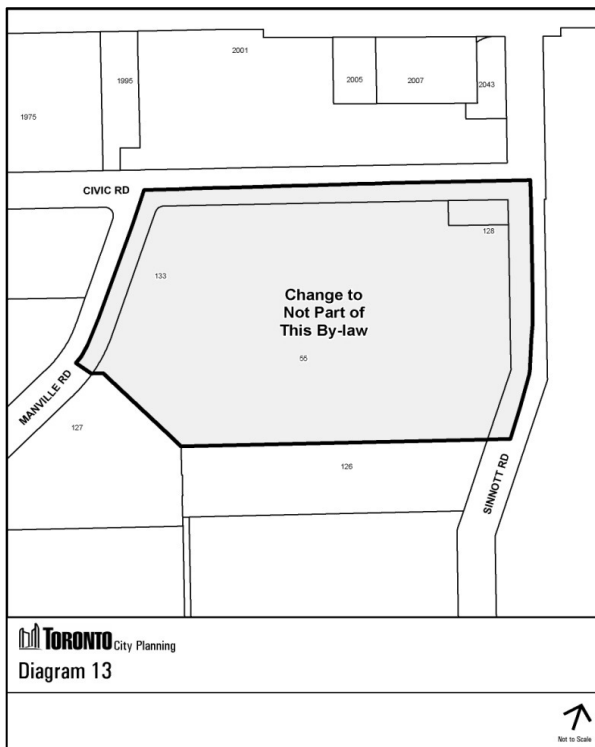 2001
1995
2005
2007
2043
1975
CIVIC RD
128
133
Change to
Not Part of
This By-law
55
MANVILLE RD
127
126
SINNOTT RD
TORONTO City Planning
Diagram 13
Not to Scale